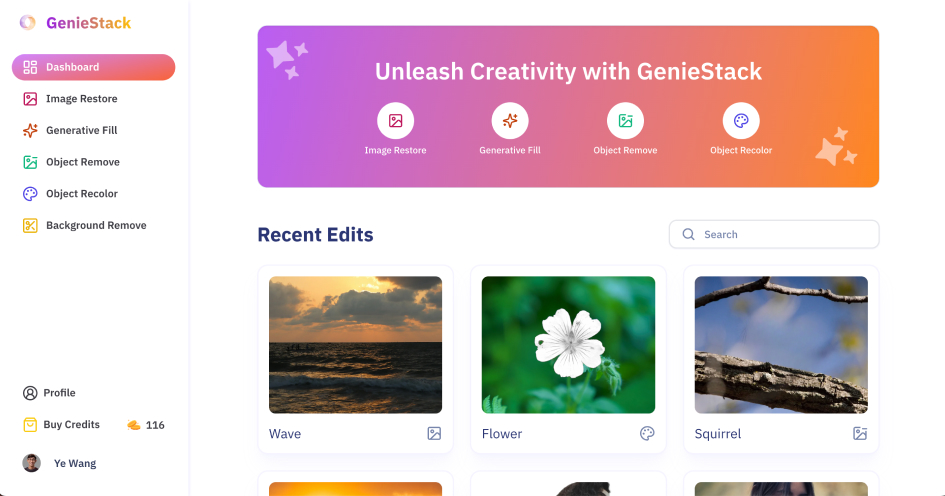 GenieStack
Dashboard
Image Restore
Generative Fill
Object Remove
Object Recolor
Background Remove
Profile
Buy Credits 116
Ye Wang
Unleash Creativity with GenieStack
Image Restore Generative Fill Object Remove Object Recolor
Recent Edits Search
Wave Flower Squirrel